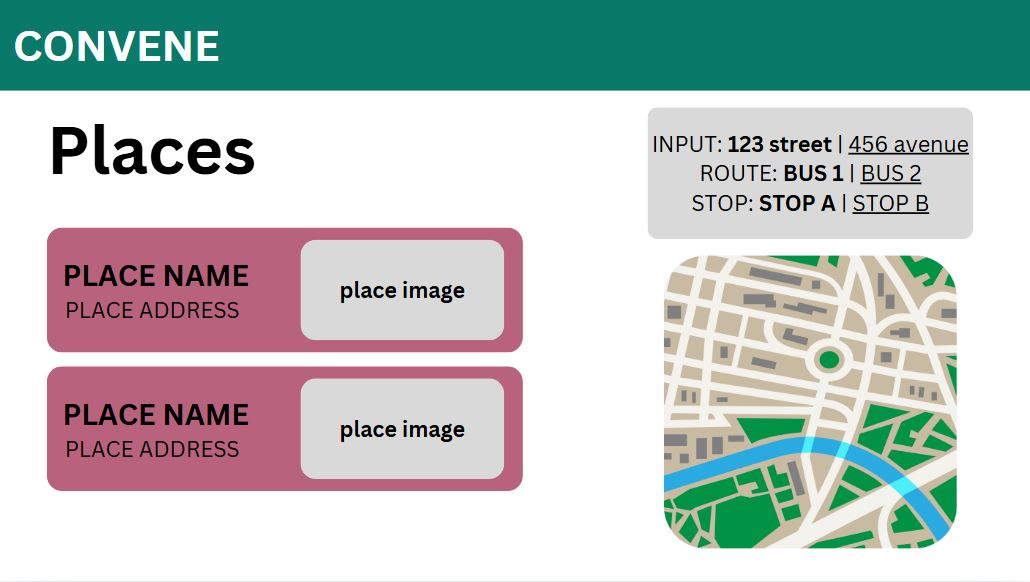 CONVENE
Places
PLACE NAME
PLACE ADDRESS
place image
PLACE NAME
PLACE ADDRESS
place image
INPUT: 123 street | 456 avenue
ROUTE: BUS 1 | BUS 2
STOP: STOP A | STOP B